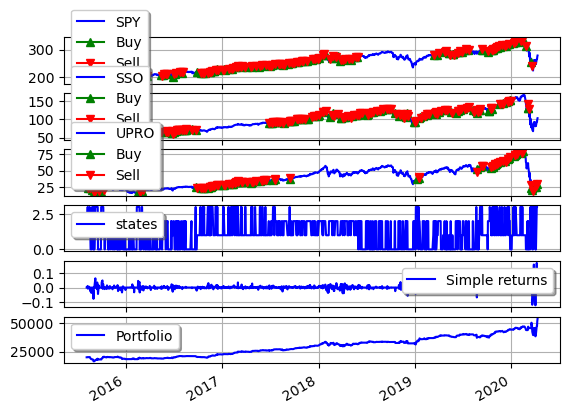 SPY
Buy
Sell
300
200
SSO
Buy
Sell
150
100
50
UPRO
Buy
Sell
75
50
25
states
2.5
0.0
Simple returns
0.1
0.0
−0.1
Portfolio
50000
25000
2016 2017 2018 2019 2020